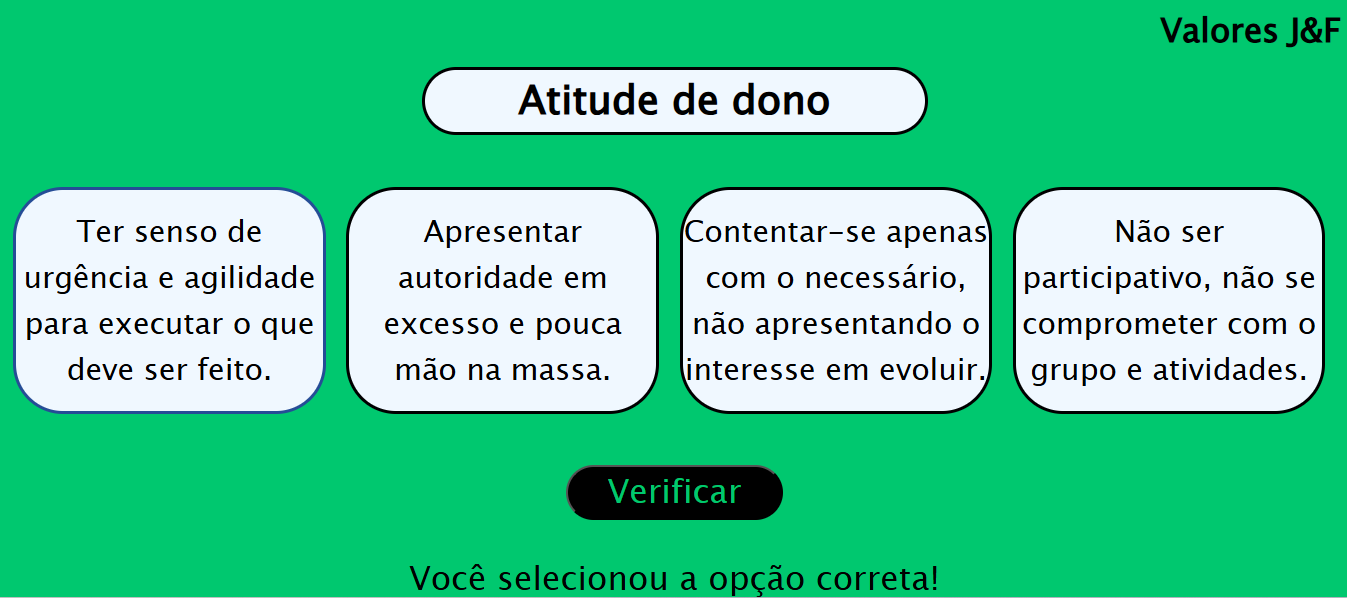 Valores J&F
Atitude de dono
Ter senso de
urgência e agilidade
para executar o que
deve ser feito.
Apresentar
autoridade em
excesso e pouca
mão na massa.
Contentar-se apenas
com o necessário,
não apresentando o
interesse em evoluir.
Não ser
participativo, não se
comprometer com o
grupo e atividades.
Verificar
Você selecionou a opção correta!